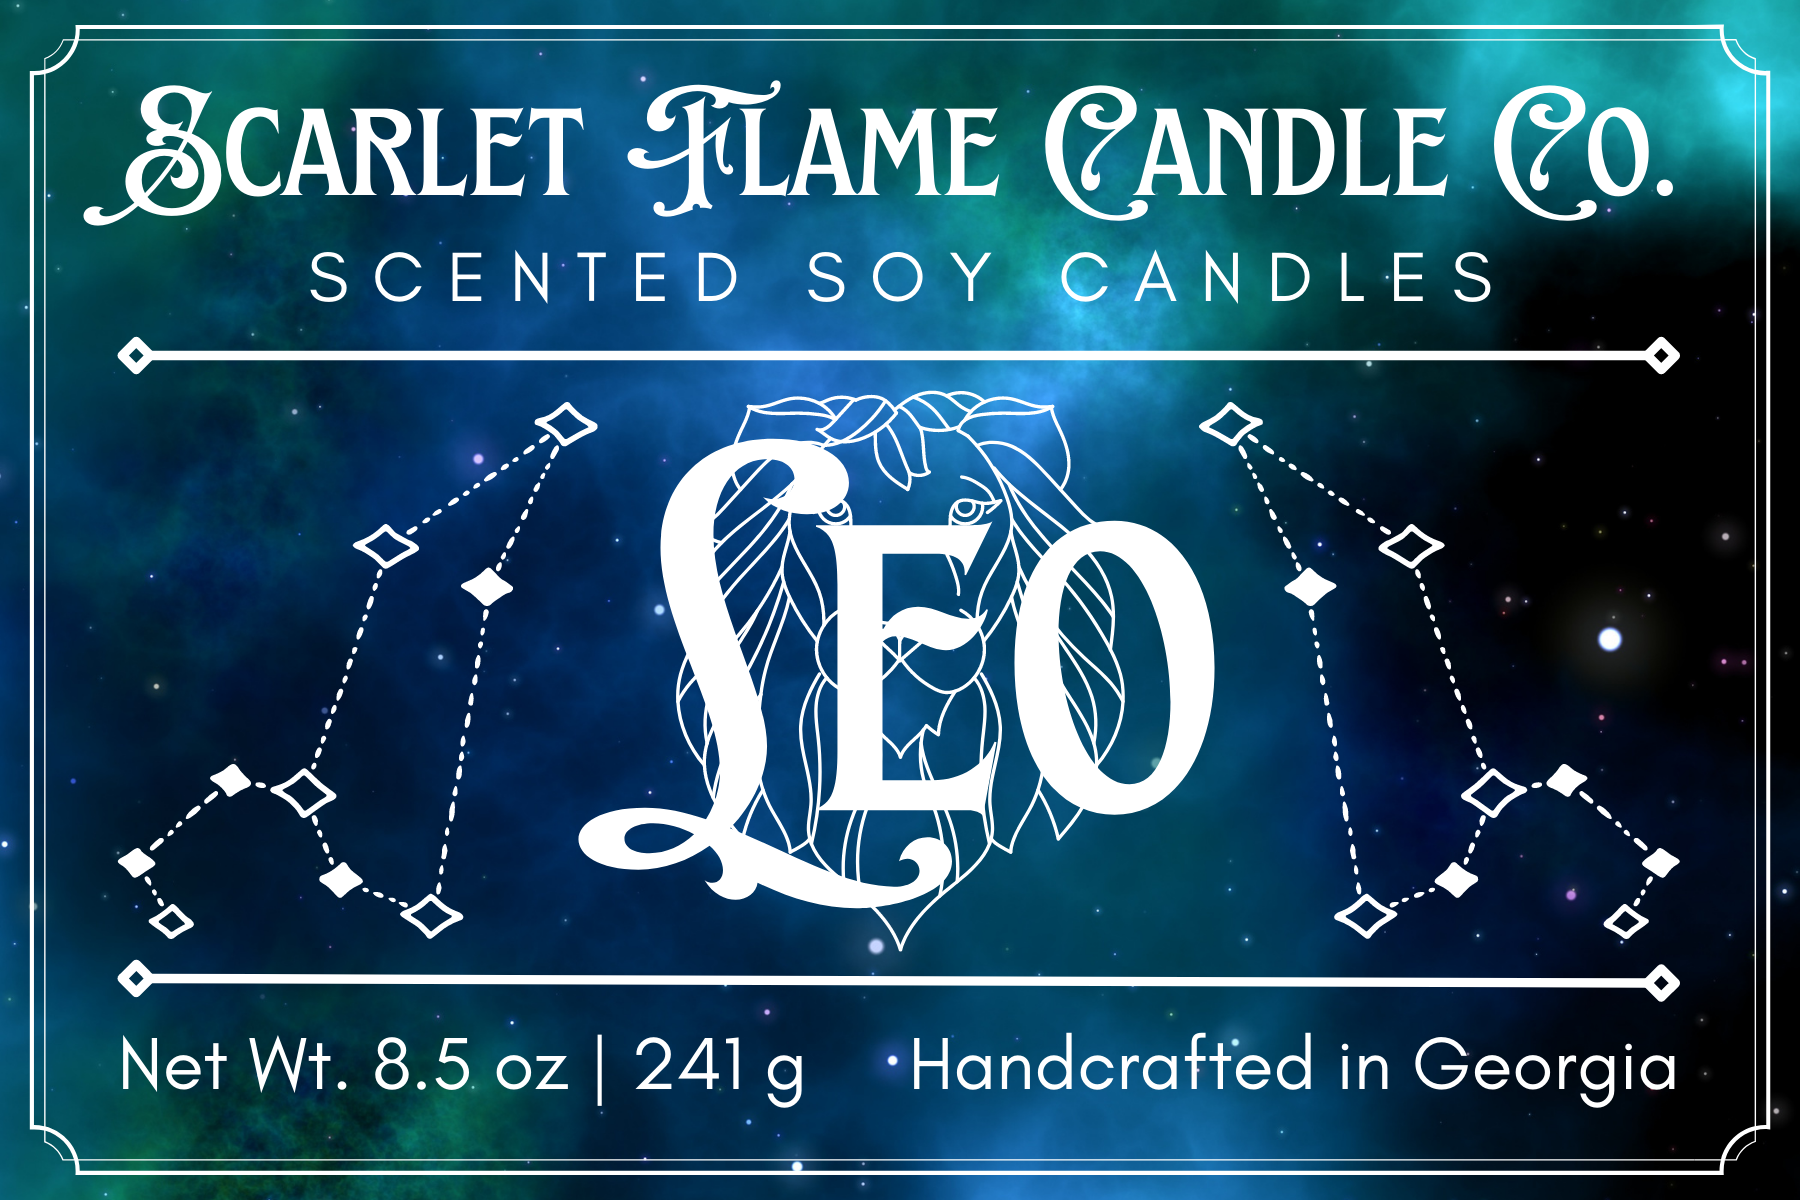 Scarlet Flame Candle Co.
SCENTED SOY CANDLES
Leo
Net Wt. 8.5 oz | 241 g Handcrafted in Georgia